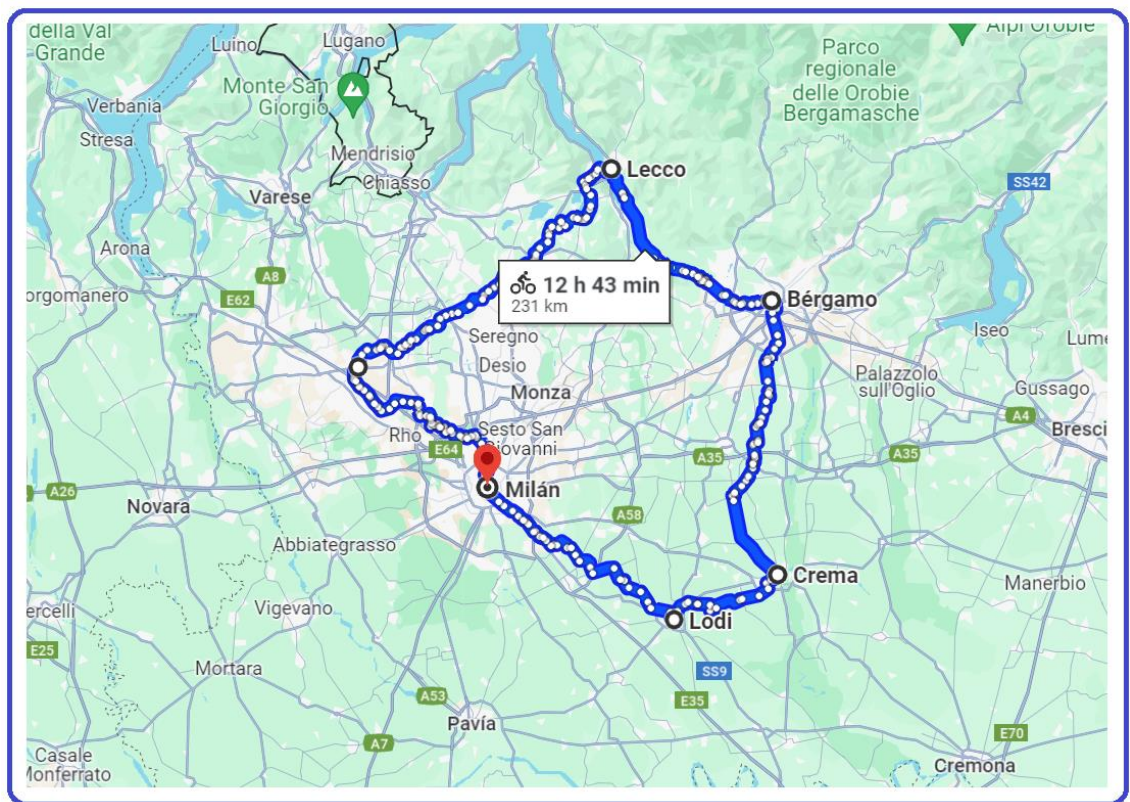 della Val
Grande
Luino
Lugano
Alpi Orobie
Parco
regionale
delle Orobie
Bergamasche
Monte San
Giorgio
Verbania
Stresa
Mendrisio
Chiasso
Lecco
SS42
Varese
Arona
A8
12 h 43 min
231 km
Bérgamo
orgomanero
E62
Iseo
Lume
Seregno
Desio
Palazzolo
sull'Oglio
Gussago
Monza
A4
Bresci
Rho
E64
Sesto San
Giovanni
A35
A35
A26
Novara
Milán
A58
Abbiategrasso
Crema
Manerbio
ercelli
Vigevano
Lodi
E25
Mortara
SS9
A53
E35
Pavía
A7
E70
Casale
Monferrato
Cremona